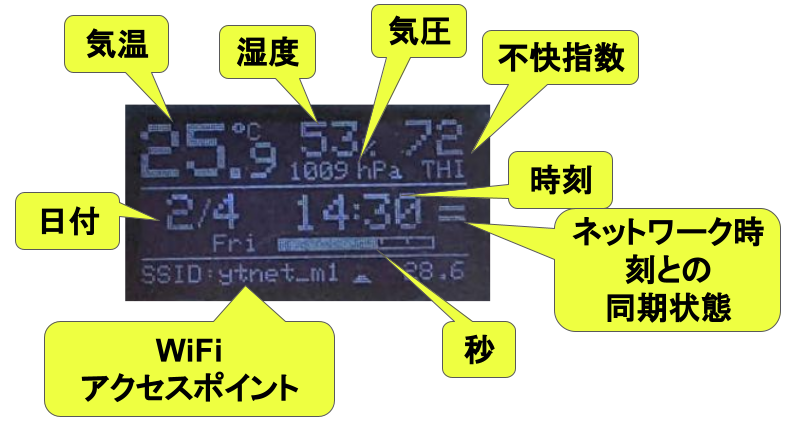 気温
湿度
気圧
不快指数
25.9℃
53%
72
1009 hPa
THI
時刻
日付
2/4
14:30
=
Fri
ネットワーク時
刻との
同期状態
SSID:ytnet_m1
28.6
秒
WiFi
アクセスポイント